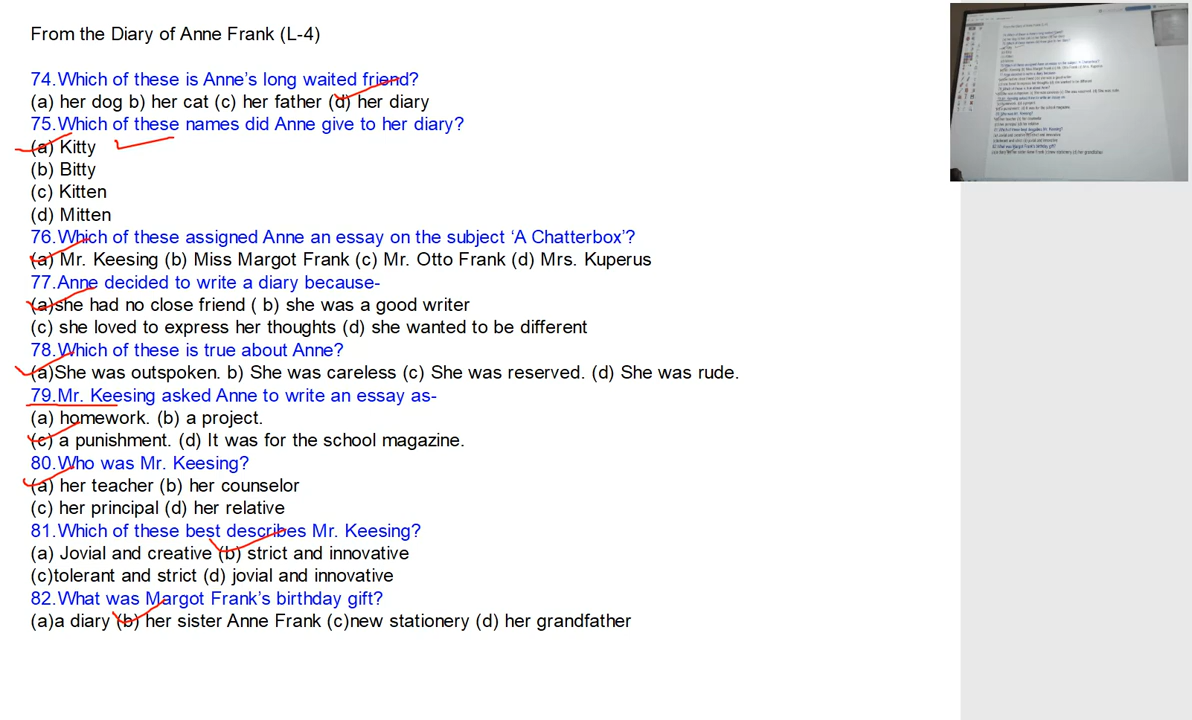 From the Diary of Anne Frank (L-4)
74.Which of these is Anne’s long waited friend?
(a) her dog b) her cat (c) her father (d) her diary
75.Which of these names did Anne give to her diary?
(a) Kitty
(b) Bitty
(c) Kitten
(d) Mitten
76.Which of these assigned Anne an essay on the subject ‘A Chatterbox’?
(a) Mr. Keesing (b) Miss Margot Frank (c) Mr. Otto Frank (d) Mrs. Kuperus
77.Anne decided to write a diary because-
(a)she had no close friend ( b) she was a good writer
(c) she loved to express her thoughts (d) she wanted to be different
78.Which of these is true about Anne?
(a)She was outspoken. b) She was careless (c) She was reserved. (d) She was rude.
79.Mr. Keesing asked Anne to write an essay as-
(a) homework. (b) a project.
(c) a punishment. (d) It was for the school magazine.
80.Who was Mr. Keesing?
(a) her teacher (b) her counselor
(c) her principal (d) her relative
81.Which of these best describes Mr. Keesing?
(a) Jovial and creative (b) strict and innovative
(c)tolerant and strict (d) jovial and innovative
82.What was Margot Frank’s birthday gift?
(a)a diary (b) her sister Anne Frank (c)new stationery (d) her grandfather